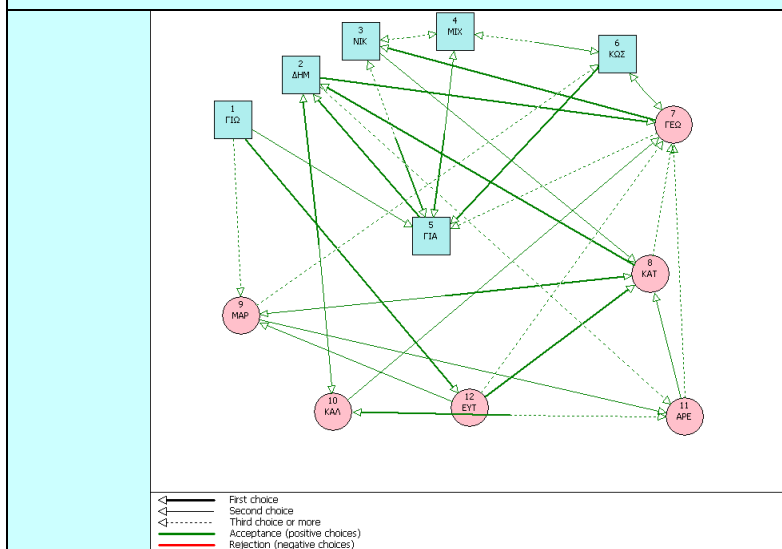 4
ΜΙΧ
3
ΝΙΚ
6
ΚΩΣ
2
ΔΗΜ
7
ΓΕΩ
1
ΓΙΩ
5
ΓΙΑ
8
ΚΑΤ
9
ΜΑΡ
10
ΚΑΛ
12
ΕΥΤ
11
ΑΡΕ
First choice
Second choice
Third choice or more
Acceptance (positive choices)
Rejection (negative choices)